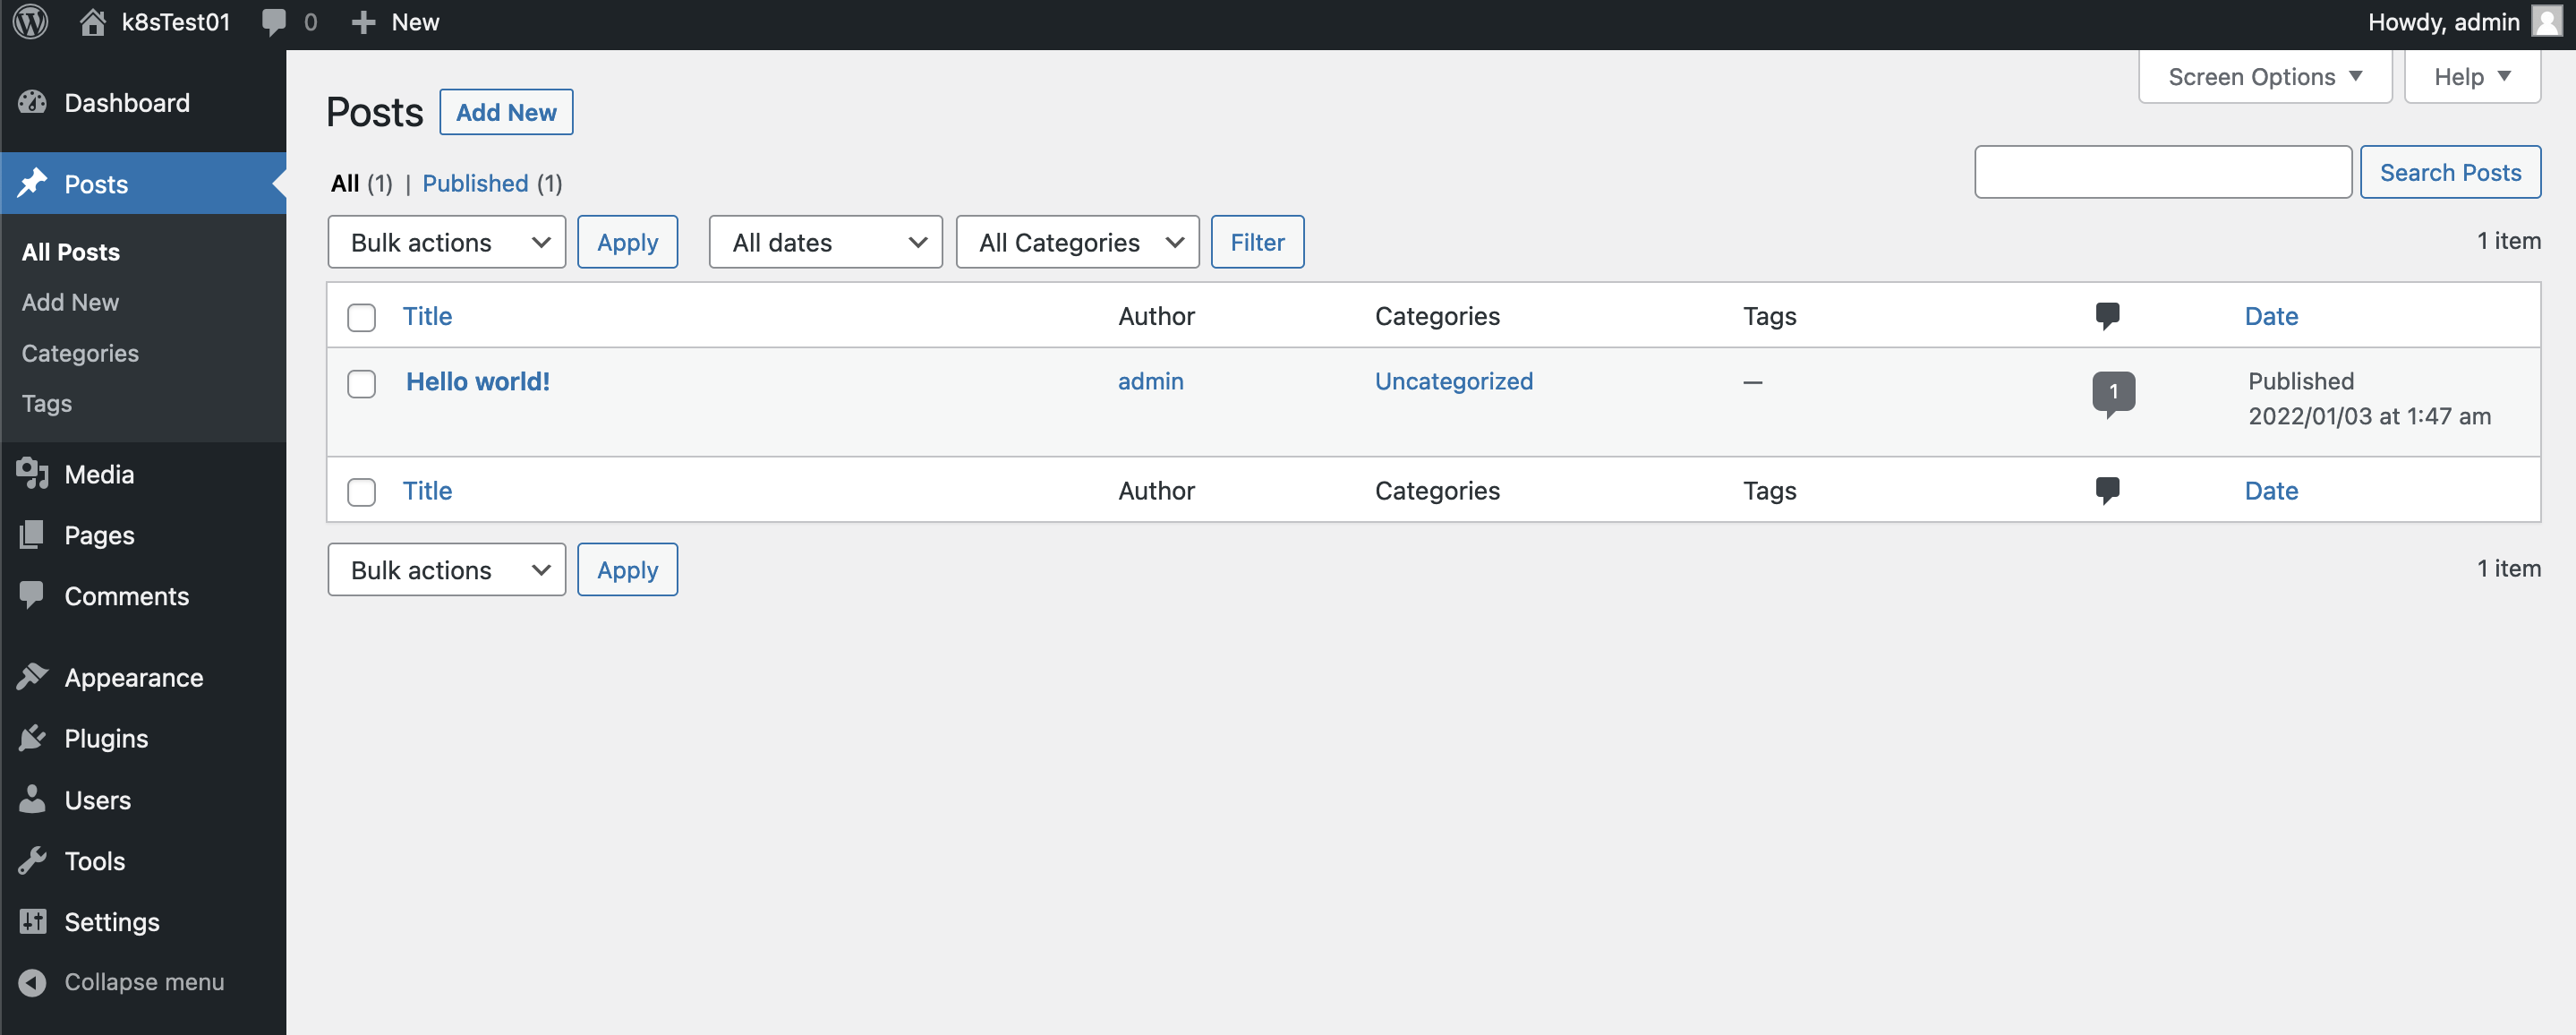 k8sTest01 0 New Howdy, admin
Screen Options Help
Dashboard
Posts
All Posts
Add New
Categories
Tags
Media
Pages
Comments
Appearance
Plugins
Users
Tools
Settings
Collapse menu
Posts Add New
All (1) | Published (1)
Search Posts
Bulk actions Apply All dates All Categories Filter 1 item
Title Author Categories Tags Date
Hello world! admin Uncategorized — 1 Published
2022/01/03 at 1:47 am
Title Author Categories Tags Date
Bulk actions Apply 1 item